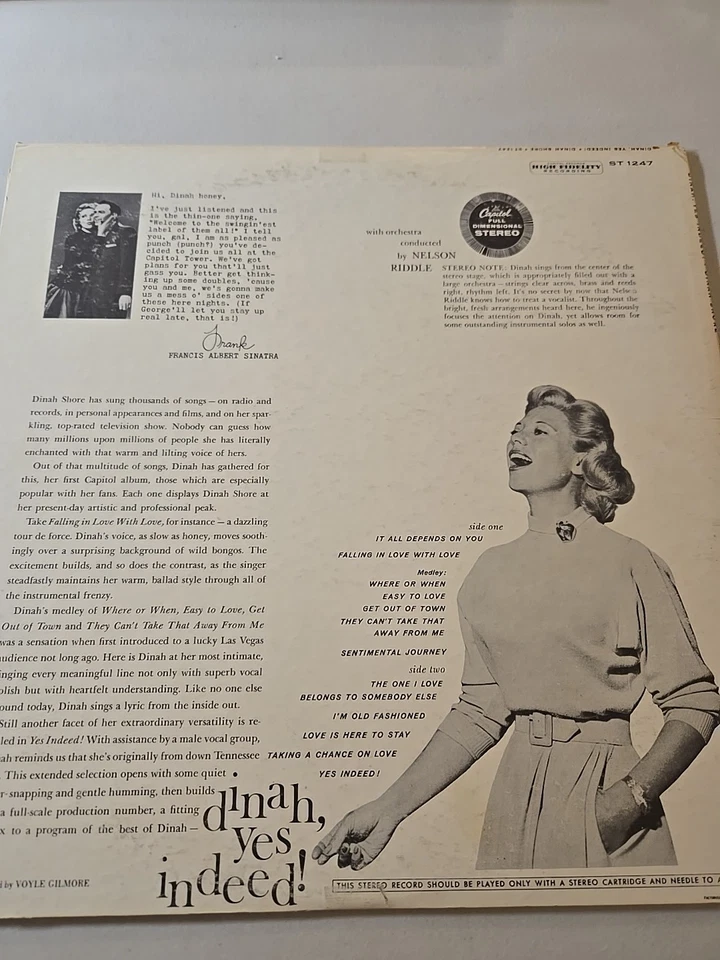 HIGH FIDELITY
RECORDING
ST 1247
Hi, Dinah honey,
I've just listened and this
is the thin-one saying,
"Welcome to the swingin'est
label of them all!" I tell
you, gal, I am as pleased as
punch (punch?) you've de-
cided to join us all at the
Capitol Tower. We've got
plans for you that'll just
gass you. Better get think-
ing up some doubles, 'cause
you and me, we's gonna make
us a mess o' sides one of
these here nights. (If
George'll let you stay up
real late, that is!)
Frank
FRANCIS ALBERT SINATRA
with orchestra
conducted
by NELSON
RIDDLE
Capitol
FULL
DIMENSIONAL
STEREO
STEREO NOTE: Dinah sings from the center of the
stereo stage, which is appropriately filled out with a
large orchestra—strings clear across, brass and reeds
right, rhythm left. It's no secret by now that Nelson
Riddle knows how to treat a vocalist. Throughout the
bright, fresh arrangements heard here, he ingeniously
focuses the attention on Dinah, yet allows room for
some outstanding instrumental solos as well.
Dinah Shore has sung thousands of songs—on radio and
records, in personal appearances and films, and on her spar-
kling, top-rated television show. Nobody can guess how
many millions upon millions of people she has literally
enchanted with that warm and lilting voice of hers.
Out of that multitude of songs, Dinah has gathered for
this, her first Capitol album, those which are especially
popular with her fans. Each one displays Dinah Shore at
her present-day artistic and professional peak.
Take Falling in Love With Love, for instance—a dazzling
tour de force. Dinah's voice, as slow as honey, moves sooth-
ingly over a surprising background of wild bongos. The
excitement builds, and so does the contrast, as the singer
steadfastly maintains her warm, ballad style through all of
the instrumental frenzy.
Dinah's medley of Where or When, Easy to Love, Get
Out of Town and They Can't Take That Away From Me
was a sensation when first introduced to a lucky Las Vegas
audience not long ago. Here is Dinah at her most intimate,
inging every meaningful line not only with superb vocal
olish but with heartfelt understanding. Like no one else
ound today, Dinah sings a lyric from the inside out.
Still another facet of her extraordinary versatility is re-
led in Yes Indeed! With assistance by a male vocal group,
ah reminds us that she's originally from down Tennessee
. This extended selection opens with some quiet
r-snapping and gentle humming, then builds
a full-scale production number, a fitting
x to a program of the best of Dinah—
side one
IT ALL DEPENDS ON YOU
FALLING IN LOVE WITH LOVE
Medley:
WHERE OR WHEN
EASY TO LOVE
GET OUT OF TOWN
THEY CAN'T TAKE THAT
AWAY FROM ME
SENTIMENTAL JOURNEY
side two
THE ONE I LOVE
BELONGS TO SOMEBODY ELSE
I'M OLD FASHIONED
LOVE IS HERE TO STAY
TAKING A CHANCE ON LOVE
YES INDEED!
dinah,
yes
indeed!
d by VOYLE GILMORE
THIS STEREO RECORD SHOULD BE PLAYED ONLY WITH A STEREO CARTRIDGE AND NEEDLE TO A